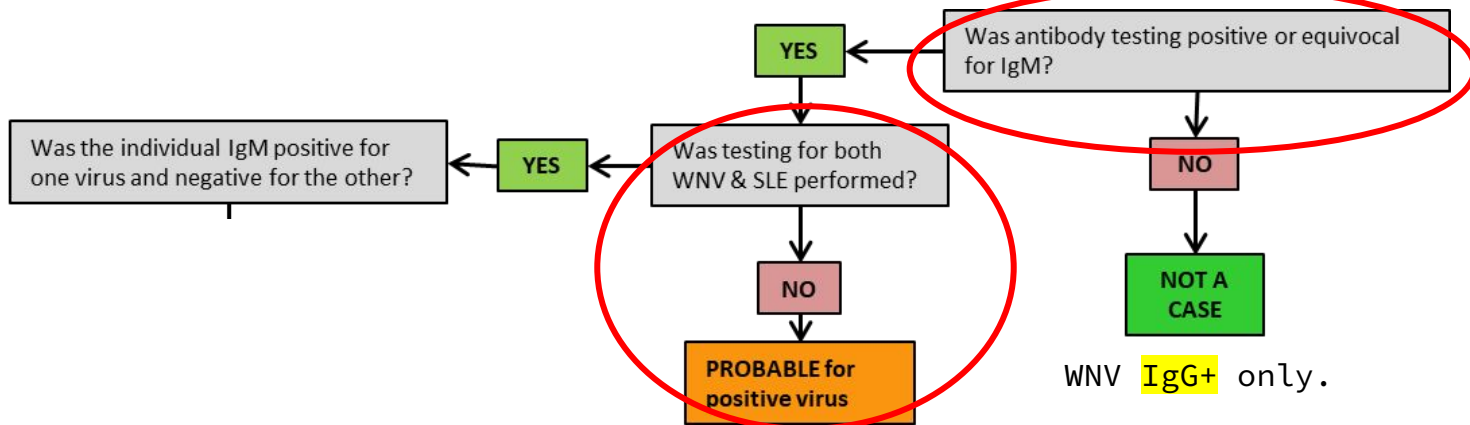 Was antibody testing positive or equivocal
for IgM?
YES
NO
NOT A
CASE
WNV IgG+ only.
Was testing for both
WNV & SLE performed?
NO
PROBABLE for
positive virus
YES
Was the individual IgM positive for
one virus and negative for the other?